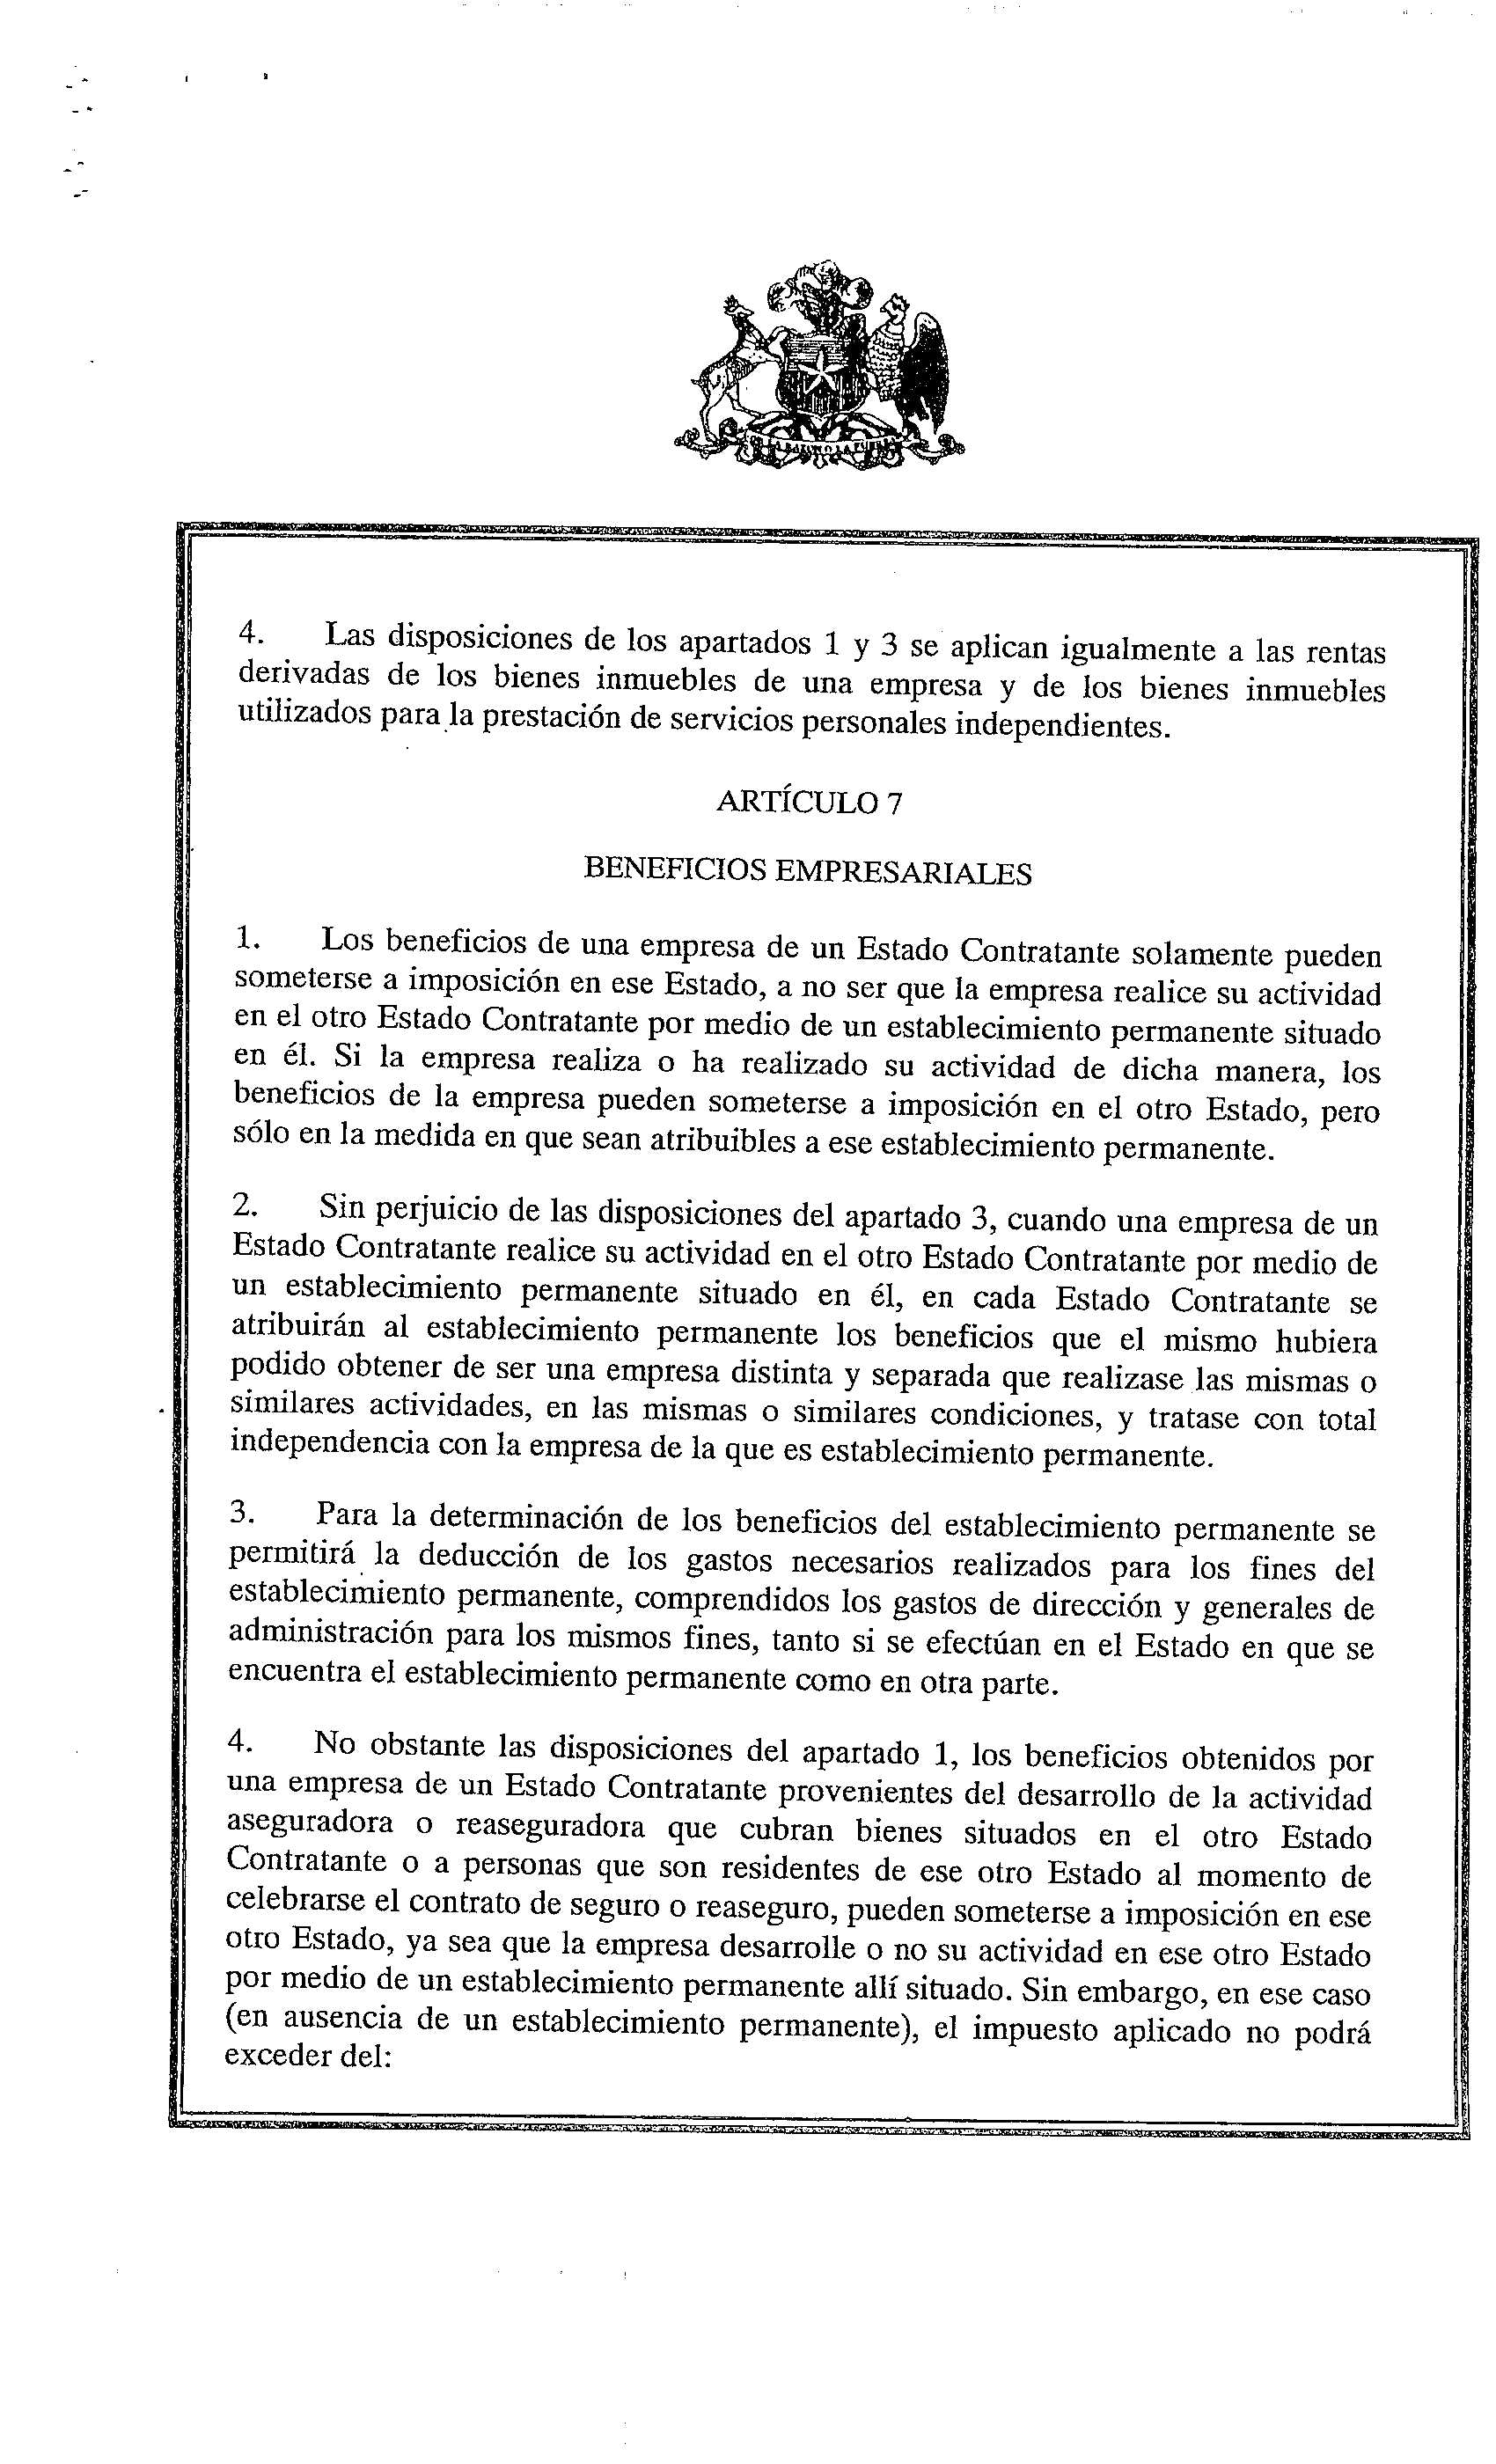 4. Las disposiciones de los apartados 1 y 3 se aplican igualmente a las rentas
derivadas de los bienes inmuebles de una empresa y de los bienes inmuebles
utilizados para la prestación de servicios personales independientes.
ARTÍCULO 7
BENEFICIOS EMPRESARIALES
1. Los beneficios de una empresa de un Estado Contratante solamente pueden
someterse a imposición en ese Estado, a no ser que la empresa realice su actividad
en el otro Estado Contratante por medio de un establecimiento permanente situado
en él. Si la empresa realiza o ha realizado su actividad de dicha manera, los
beneficios de la empresa pueden someterse a imposición en el otro Estado, pero
sólo en la medida en que sean atribuibles a ese establecimiento permanente.
2. Sin perjuicio de las disposiciones del apartado 3, cuando una empresa de un
Estado Contratante realice su actividad en el otro Estado Contratante por medio de
un establecimiento permanente situado en él, en cada Estado Contratante se
atribuirán al establecimiento permanente los beneficios que el mismo hubiera
podido obtener de ser una empresa distinta y separada que realizase las mismas o
similares actividades, en las mismas o similares condiciones, y tratase con total
independencia con la empresa de la que es establecimiento permanente.
3. Para la determinación de los beneficios del establecimiento permanente se
permitirá la deducción de los gastos necesarios realizados para los fines del
establecimiento permanente, comprendidos los gastos de dirección y generales de
administración para los mismos fines, tanto si se efectúan en el Estado en que se
encuentra el establecimiento permanente como en otra parte.
4. No obstante las disposiciones del apartado 1, los beneficios obtenidos por
una empresa de un Estado Contratante provenientes del desarrollo de la actividad
aseguradora o reaseguradora que cubran bienes situados en el otro Estado
Contratante o a personas que son residentes de ese otro Estado al momento de
celebrarse el contrato de seguro o reaseguro, pueden someterse a imposición en ese
otro Estado, ya sea que la empresa desarrolle o no su actividad en ese otro Estado
por medio de un establecimiento permanente allí situado. Sin embargo, en ese caso
(en ausencia de un establecimiento permanente), el impuesto aplicado no podrá
exceder del: